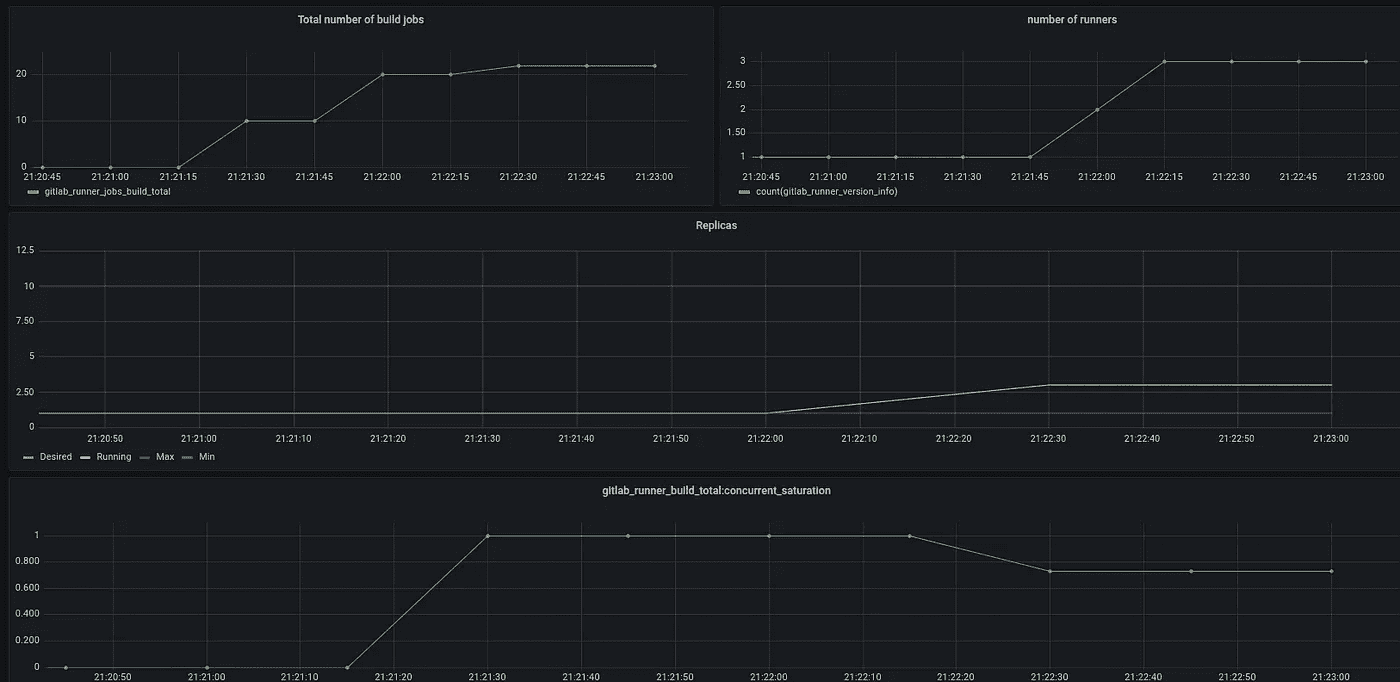 Total number of build jobs
20
10
0
21:20:45 21:21:00 21:21:15 21:21:30 21:21:45 21:22:00 21:22:15 21:22:30 21:22:45 21:23:00
gitlab_runner_jobs_build_total
number of runners
3
2.50
2
1.50
1
21:20:45 21:21:00 21:21:15 21:21:30 21:21:45 21:22:00 21:22:15 21:22:30 21:22:45 21:23:00
count(gitlab_runner_version_info)
Replicas
12.5
10
7.50
5
2.50
0
21:20:50 21:21:00 21:21:10 21:21:20 21:21:30 21:21:40 21:21:50 21:22:00 21:22:10 21:22:20 21:22:30 21:22:40 21:22:50 21:23:00
Desired Running Max Min
gitlab_runner_build_total:concurrent_saturation
1
0.800
0.600
0.400
0.200
0
21:20:50 21:21:00 21:21:10 21:21:20 21:21:30 21:21:40 21:21:50 21:22:00 21:22:10 21:22:20 21:22:30 21:22:40 21:22:50 21:23:00